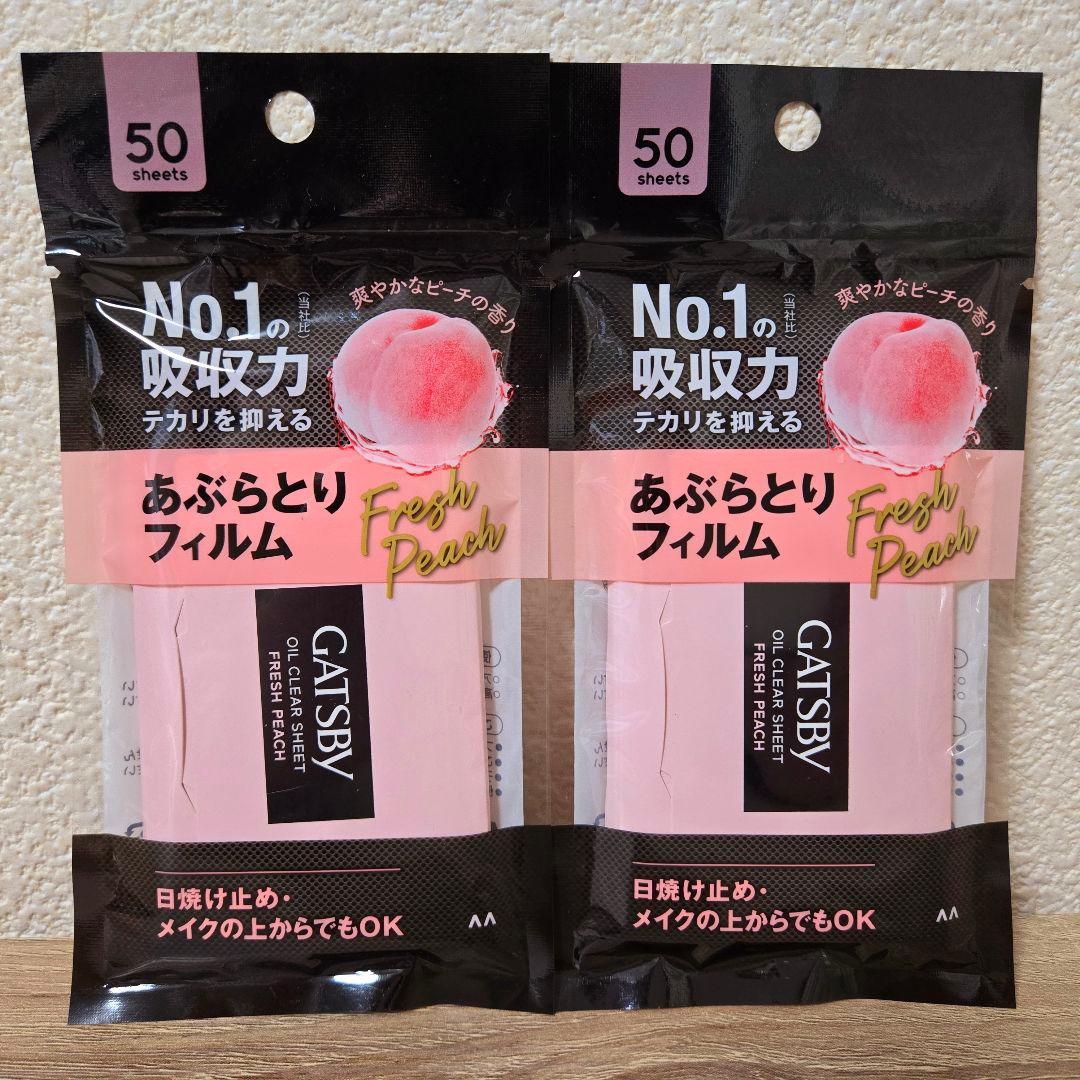 50
sheets
No.1の
(当社比)
吸収力
テカリを抑える
爽やかなピーチの香り
あぶらとり
フィルム
Fresh
Peach
GATSBY
OIL CLEAR SHEET
FRESH PEACH
日焼け止め・
メイクの上からでもOK
50
sheets
No.1の
(当社比)
吸収力
テカリを抑える
爽やかなピーチの香り
あぶらとり
フィルム
Fresh
Peach
GATSBY
OIL CLEAR SHEET
FRESH PEACH
日焼け止め・
メイクの上からでもOK